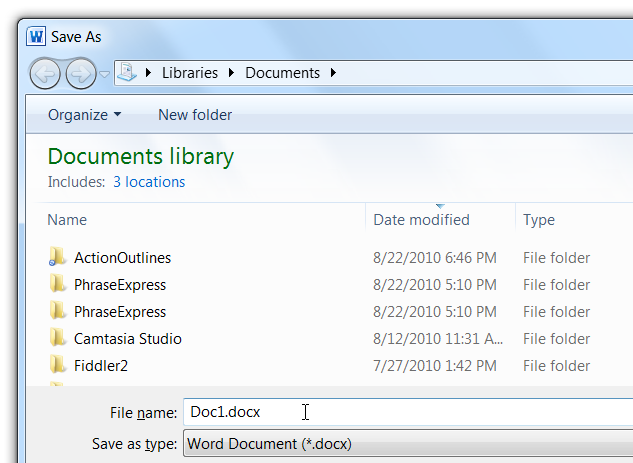 W Save As
Libraries Documents
Organize New folder
Documents library
Includes: 3 locations
Name Date modified Type
ActionOutlines 8/22/2010 6:46 PM File folder
PhraseExpress 8/22/2010 5:10 PM File folder
PhraseExpress 8/22/2010 5:10 PM File folder
Camtasia Studio 8/12/2010 11:31 A... File folder
Fiddler2 7/27/2010 1:42 PM File folder
File name: Doc1.docx
Save as type: Word Document (*.docx)